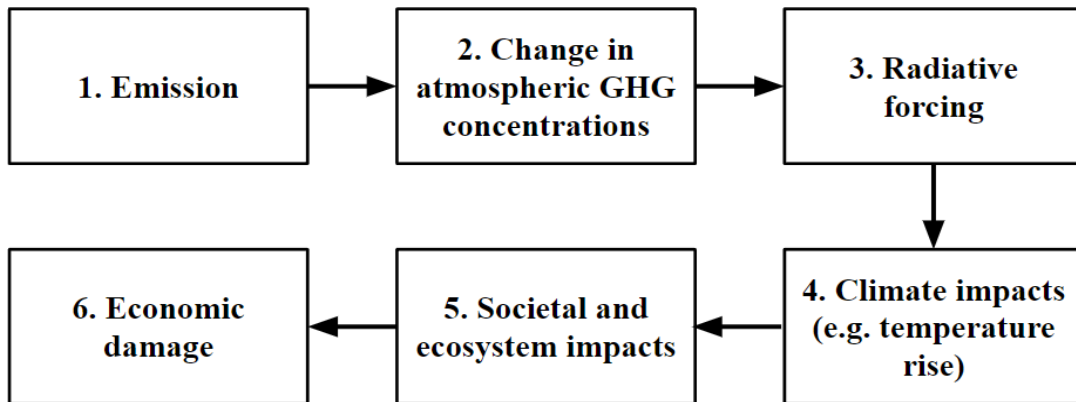 1. Emission
2. Change in
atmospheric GHG
concentrations
3. Radiative
forcing
4. Climate impacts
(e.g. temperature
rise)
5. Societal and
ecosystem impacts
6. Economic
damage